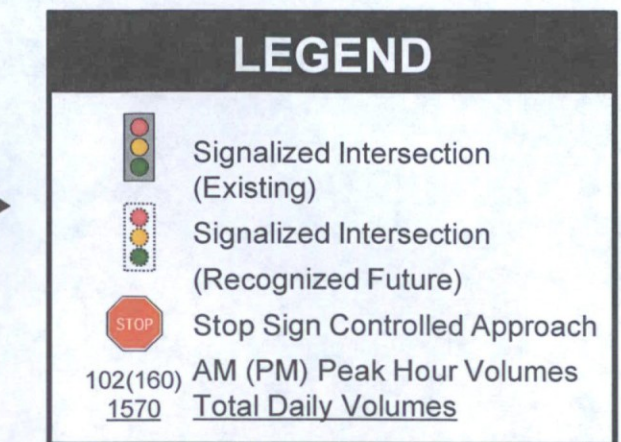 LEGEND
Signalized Intersection
(Existing)
Signalized Intersection
(Recognized Future)
STOP Stop Sign Controlled Approach
102(160) AM (PM) Peak Hour Volumes
1570 Total Daily Volumes